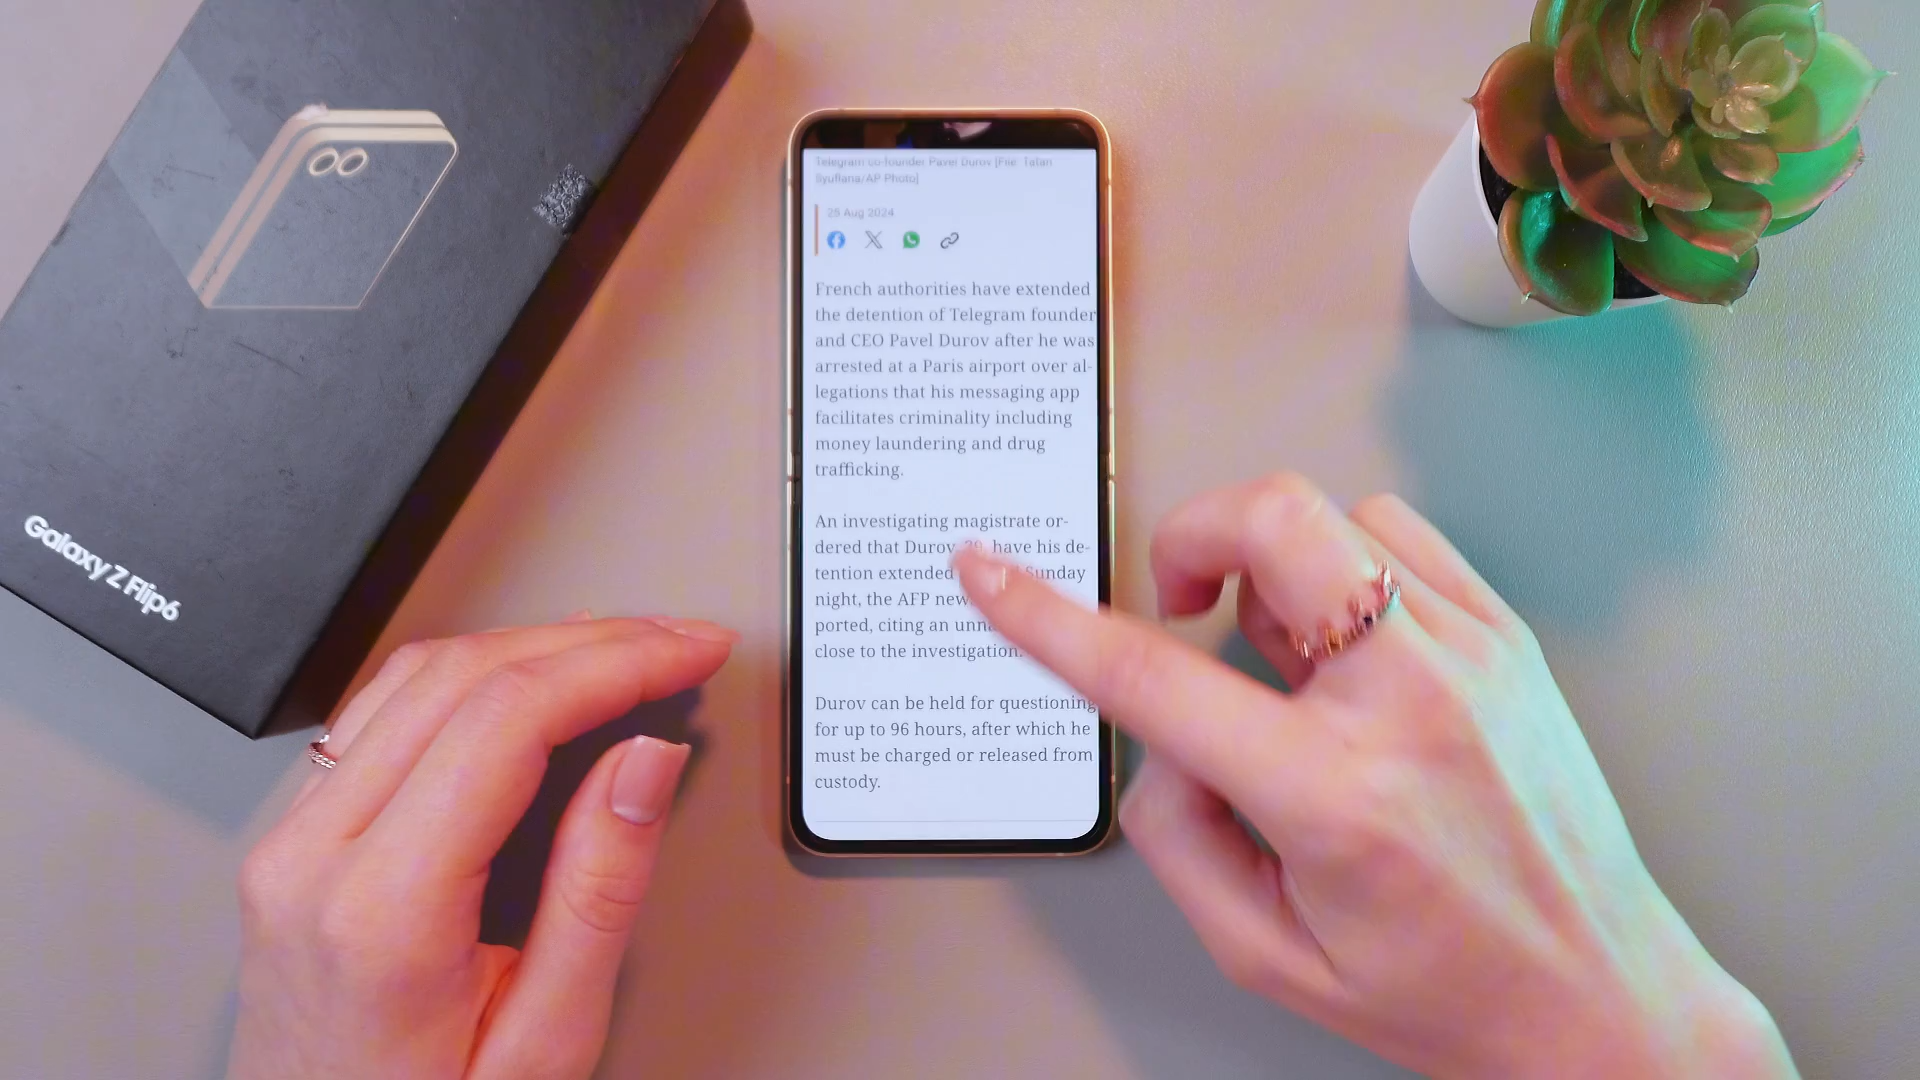 Galaxy Z Flip6
Telegram co-founder Pavel Durov [File: Tatan
Syuflana/AP Photo]
25 Aug 2024
French authorities have extended
the detention of Telegram founder
and CEO Pavel Durov after he was
arrested at a Paris airport over al-
legations that his messaging app
facilitates criminality including
money laundering and drug
trafficking.
An investigating magistrate or-
dered that Durov, 39, have his de-
tention extended Sunday
night, the AFP
ported, citing an
close to the investigation.
Durov can be held for questioning
for up to 96 hours, after which he
must be charged or released from
custody.